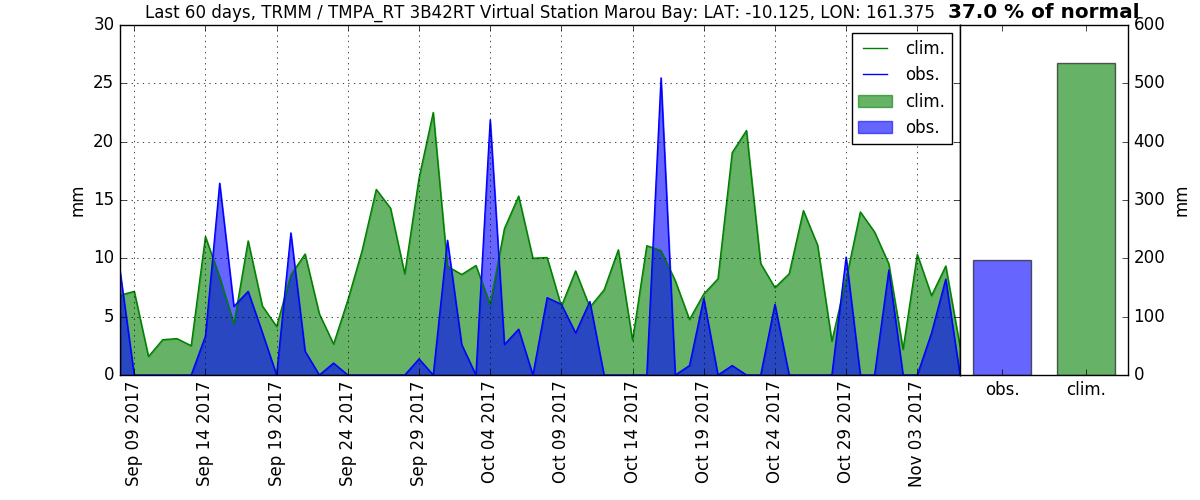 Last 60 days, TRMM / TMPA_RT 3B42RT Virtual Station Marou Bay: LAT: -10.125, LON: 161.375 37.0 % of normal
30
25
20
15
10
5
0
mm
clim.
obs.
clim.
obs.
600
500
400
300
200
100
0
mm
Sep 09 2017
Sep 14 2017
Sep 19 2017
Sep 24 2017
Sep 29 2017
Oct 04 2017
Oct 09 2017
Oct 14 2017
Oct 19 2017
Oct 24 2017
Oct 29 2017
Nov 03 2017
obs.
clim.